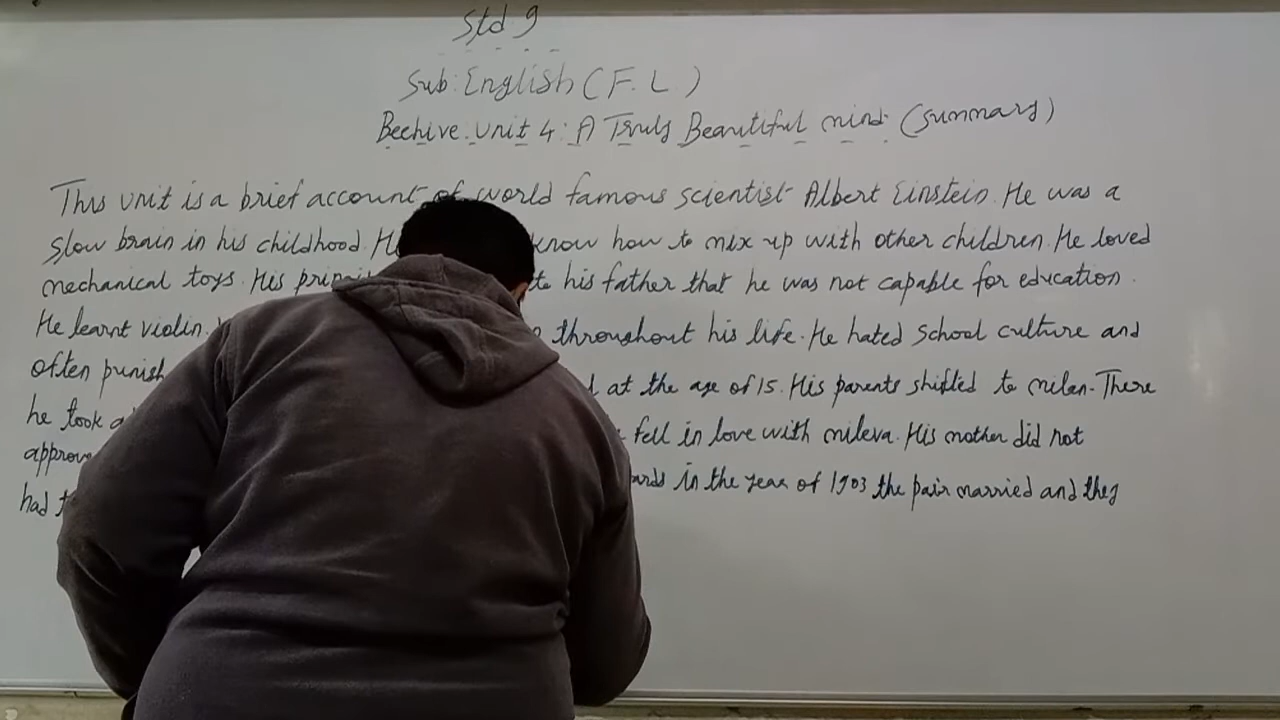 Std 9
Sub: English (F. L)
Beehive. Unit 4: A Truly Beautiful mind. (summary)
This unit is a brief account of world famous scientist Albert Einstein. He was a
slow brain in his childhood. He know how to mix up with other children. He loved
mechanical toys. His to his father that he was not capable for education.
He learnt violin. throughout his life. He hated school culture and
often at the age of 15. His parents shifted to milan. There
he took fell in love with mileva. His mother did not
in the year of 1903 the pair married and they
had